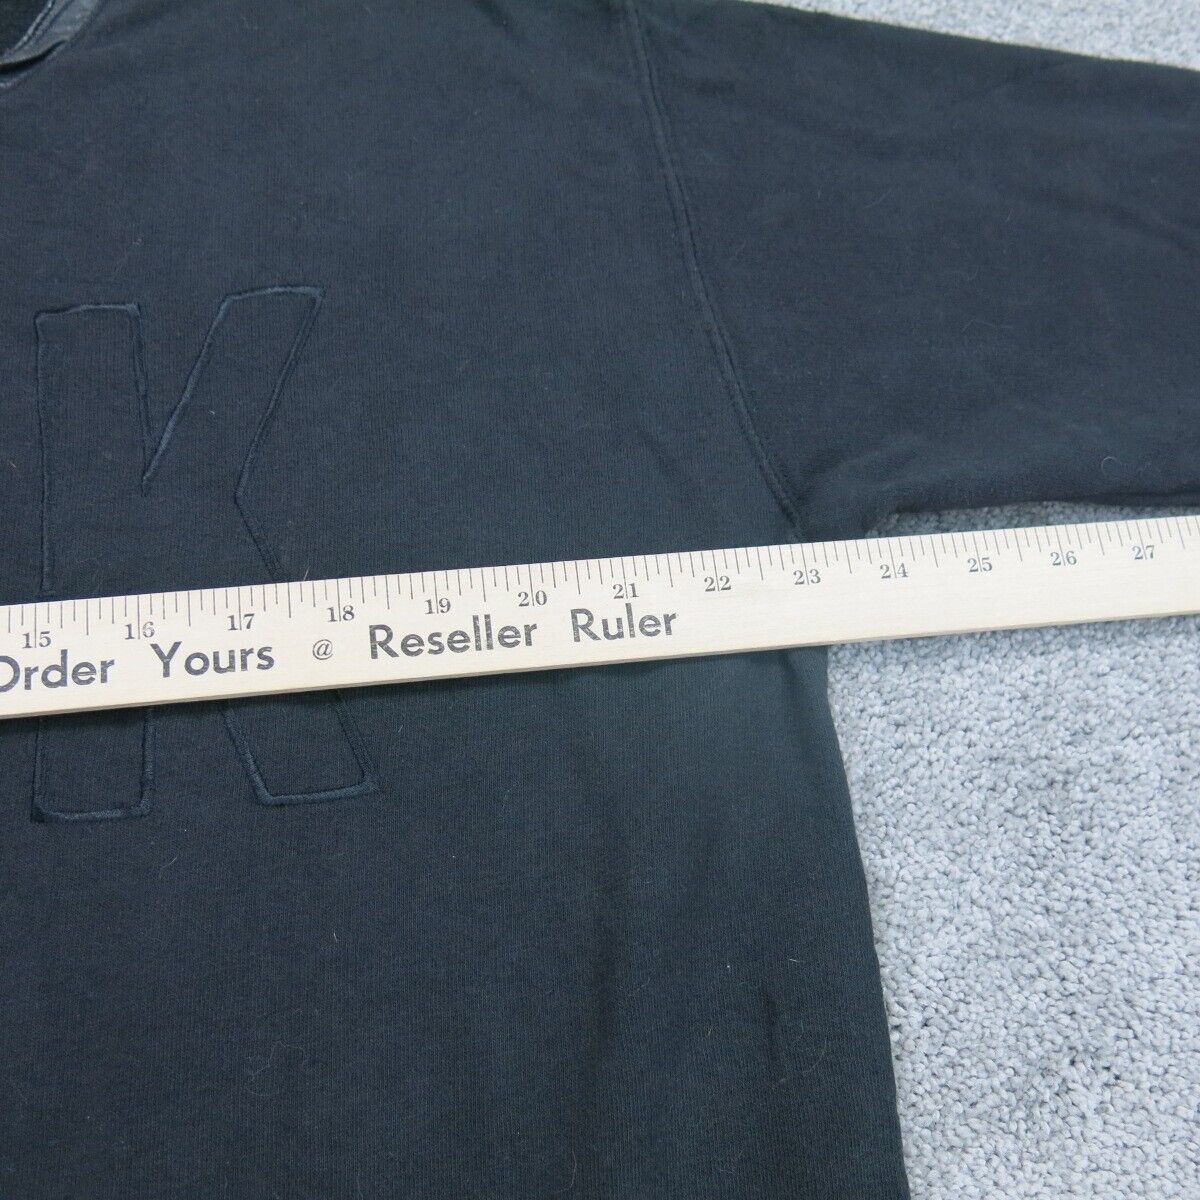 K
15 16 17 18 19 20 21 22 23 24 25 26 27
Order Yours @ Reseller Ruler